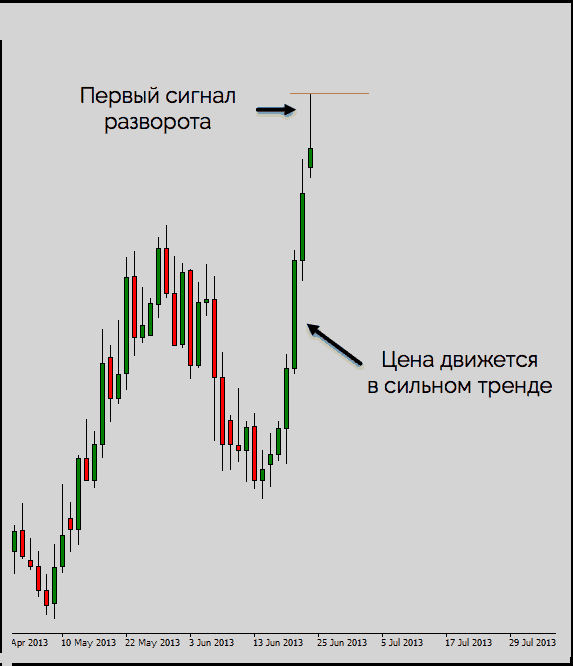 Первый сигнал
разворота
Цена движется
в сильном тренде
Apr 2013 10 May 2013 22 May 2013 3 Jun 2013 13 Jun 2013 25 Jun 2013 5 Jul 2013 17 Jul 2013 29 Jul 2013